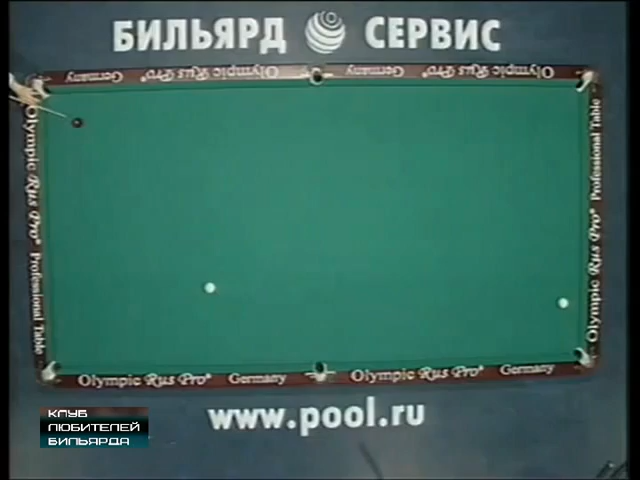 БИЛЬЯРД СЕРВИС
Germany Olympic Rus Pro® Germany Olympic Rus Pro®
Olympic Rus Pro® Professional Table
Olympic Rus Pro® Professional Table
Olympic Rus Pro® Germany Olympic Rus Pro® Germany
www.pool.ru
КЛУБ
ЛЮБИТЕЛЕЙ
БИЛЬЯРДА